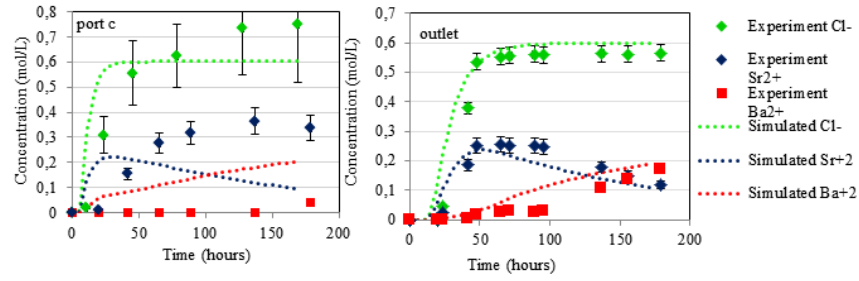 port c
Concentration (mol/L)
0,8
0,7
0,6
0,5
0,4
0,3
0,2
0,1
0
0
50
100
150
200
Time (hours)
outlet
Concentration (mol/L)
0,7
0,6
0,5
0,4
0,3
0,2
0,1
0
0
50
100
150
200
Time (hours)
Experiment Cl-
Experiment
Sr2+
Experiment
Ba2+
Simulated Cl-
Simulated Sr+2
Simulated Ba+2